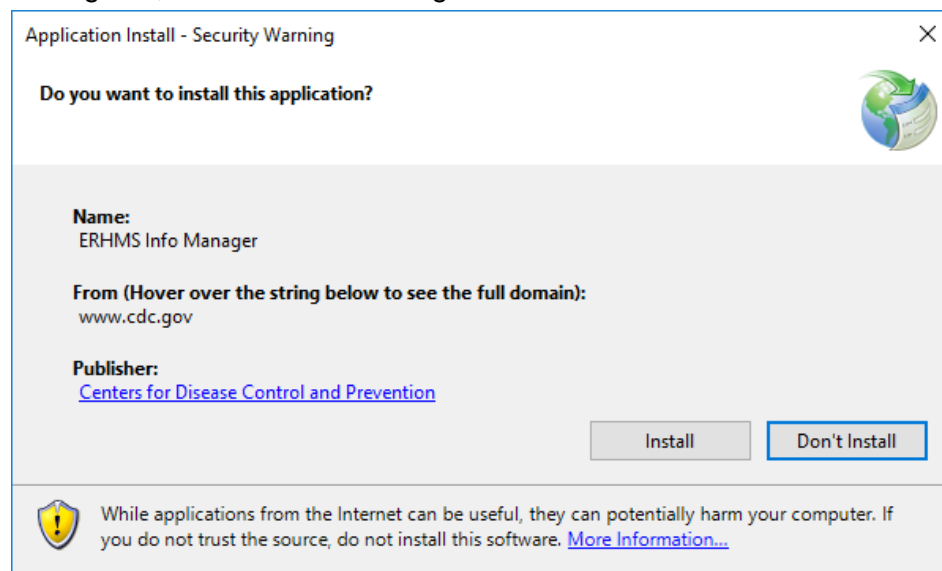 Application Install - Security Warning
Do you want to install this application?
Name:
ERHMS Info Manager
From (Hover over the string below to see the full domain):
www.cdc.gov
Publisher:
Centers for Disease Control and Prevention
Install
Don't Install
While applications from the Internet can be useful, they can potentially harm your computer. If
you do not trust the source, do not install this software. More Information...